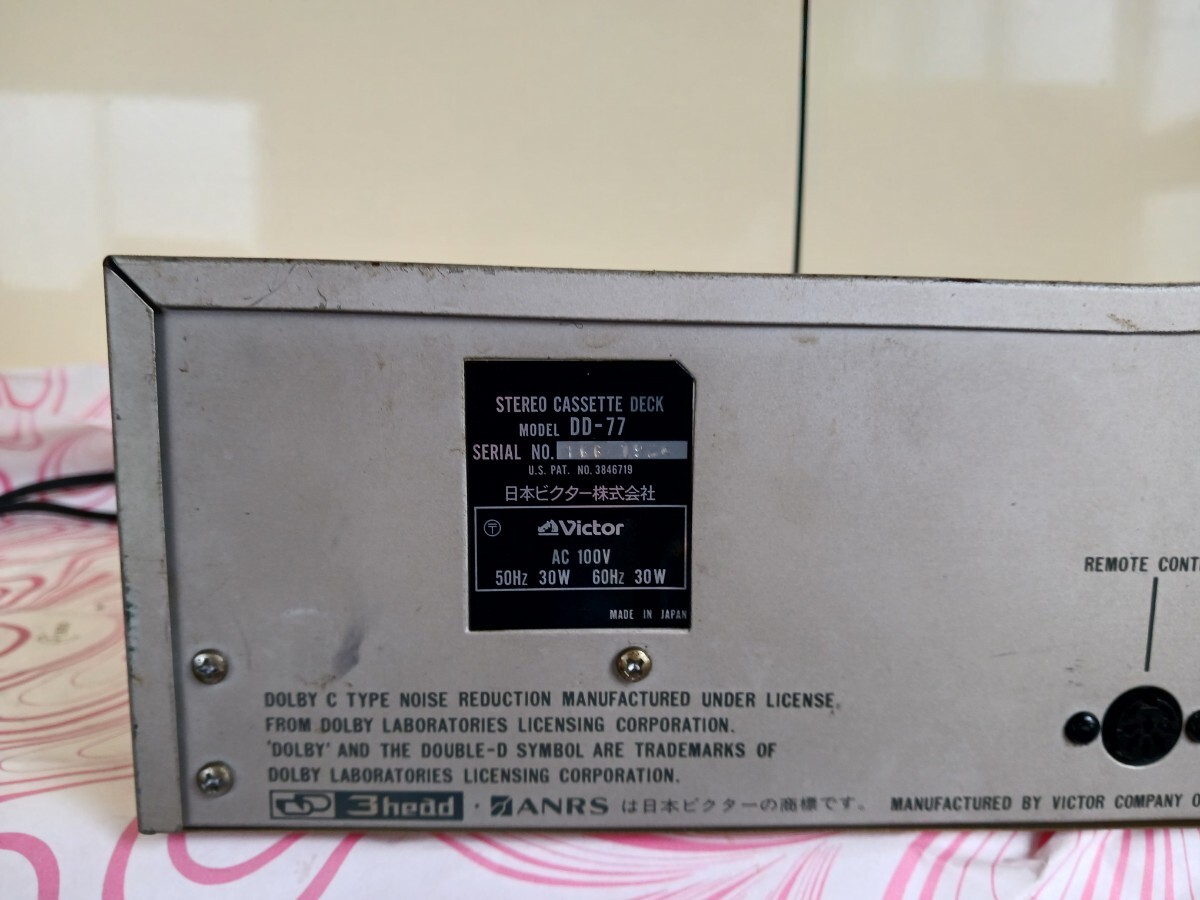 STEREO CASSETTE DECK
MODEL DD-77
SERIAL NO.
U.S. PAT. NO.3846719
日本ビクター株式会社
〒 Victor
AC 100V
50Hz 30W 60Hz 30W
MADE IN JAPAN
REMOTE CONT
DOLBY C TYPE NOISE REDUCTION MANUFACTURED UNDER LICENSE.
FROM DOLBY LABORATORIES LICENSING CORPORATION.
'DOLBY' AND THE DOUBLE-D SYMBOL ARE TRADEMARKS OF
DOLBY LABORATORIES LICENSING CORPORATION.
3head · ANRS は日本ビクターの商標です。 MANUFACTURED BY VICTOR COMPANY O